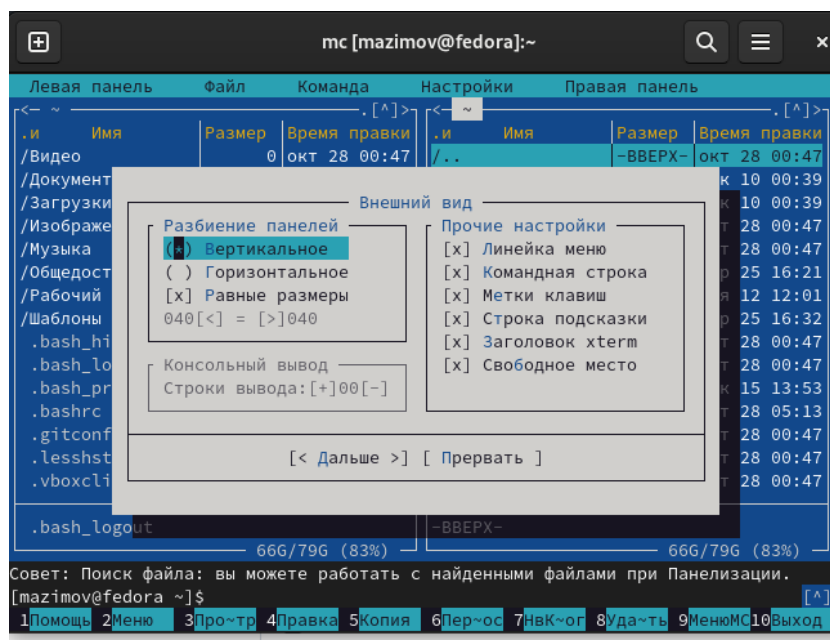 mc [mazimov@fedora]:~
Левая панель Файл Команда Настройки Правая панель
<— ~ .[^]> <— ~ .[^]>
.и Имя Размер Время правки .и Имя Размер Время правки
/Видео 0 окт 28 00:47 /.. -ВВЕРХ- окт 28 00:47
/Документ к 10 00:39
/Загрузки Внешний вид к 10 00:39
/Изображе Разбиение панелей Прочие настройки т 28 00:47
/Музыка (*) Вертикальное [x] Линейка меню т 28 00:47
/Общедост ( ) Горизонтальное [x] Командная строка р 25 16:21
/Рабочий [x] Равные размеры [x] Метки клавиш я 12 12:01
/Шаблоны 040[<] = [>]040 [x] Строка подсказки р 25 16:32
.bash_hi [x] Заголовок xterm т 28 00:47
.bash_lo Консольный вывод [x] Свободное место т 28 00:47
.bash_pr Строки вывода:[+]00[-] к 15 13:53
.bashrc т 28 05:13
.gitconf т 28 00:47
.lesshst [< Дальше >] [ Прервать ] т 28 00:47
.vboxcli т 28 00:47
.bash_logout -ВВЕРХ-
66G/79G (83%) 66G/79G (83%)
Совет: Поиск файла: вы можете работать с найденными файлами при Панелизации.
[mazimov@fedora ~]$ [^]
1Помощь 2Меню 3Про~тр 4Правка 5Копия 6Пер~ос 7НвК~ог 8Уда~ть 9МенюMC 10Выход